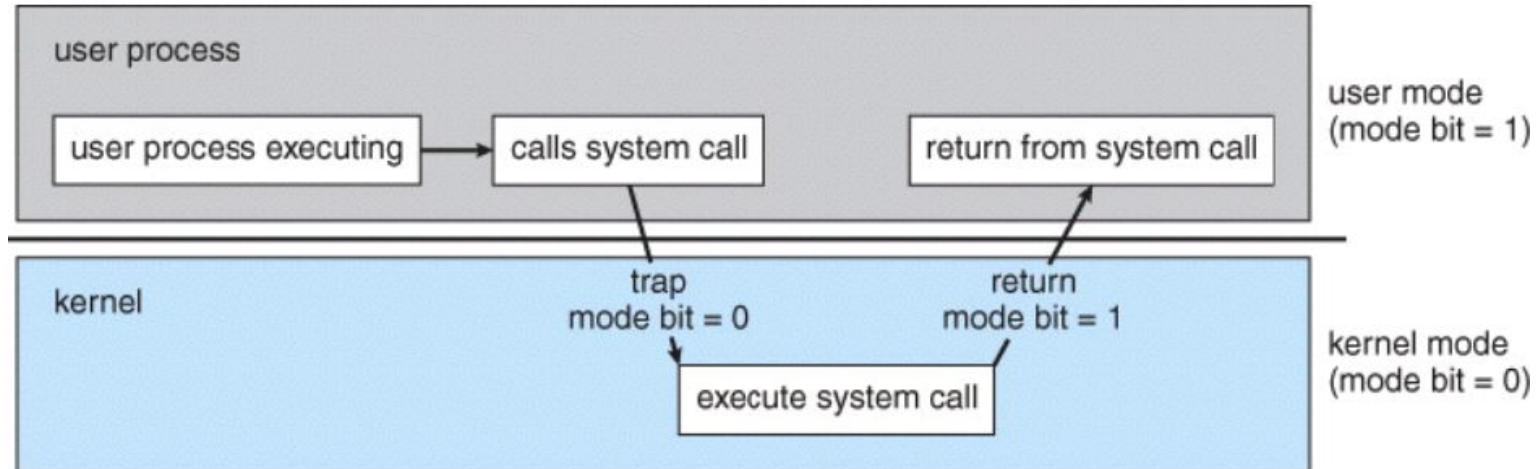 user process
user process executing
calls system call
return from system call
user mode
(mode bit = 1)
kernel
trap
mode bit = 0
return
mode bit = 1
execute system call
kernel mode
(mode bit = 0)